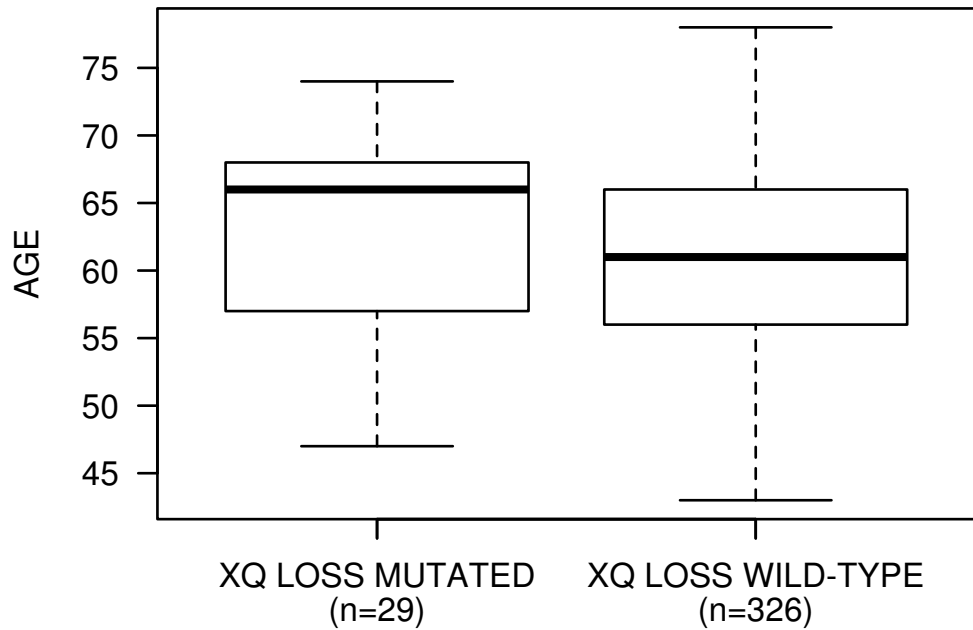 AGE
75
70
65
60
55
50
45
XQ LOSS MUTATED
(n=29)
XQ LOSS WILD-TYPE
(n=326)